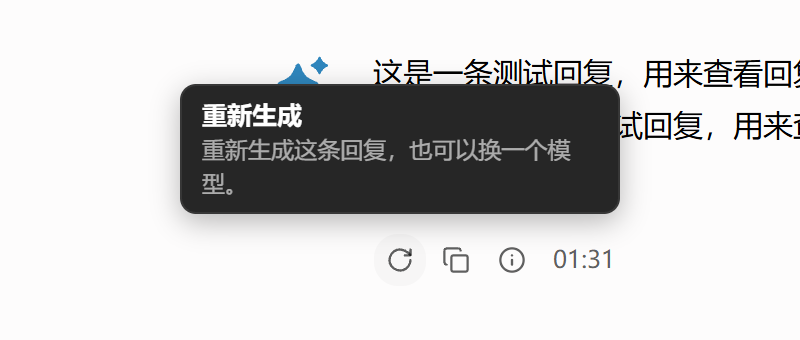 这是一条测试回复，用来查看回复
试回复，用来查
重新生成
重新生成这条回复，也可以换一个模
型。
01:31